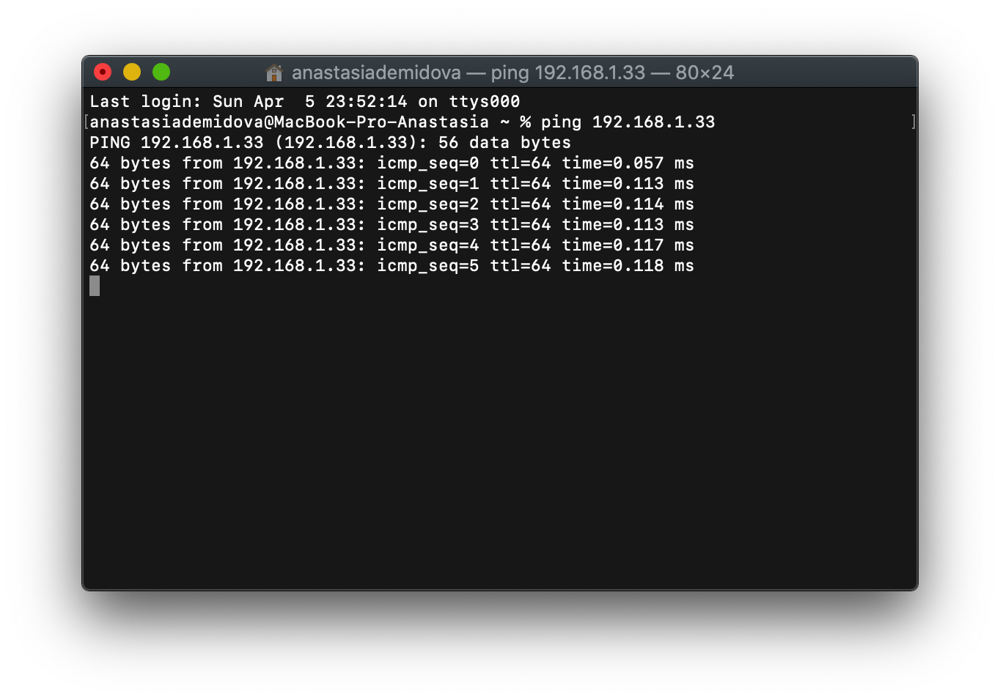 anastasiademidova — ping 192.168.1.33 — 80×24
Last login: Sun Apr  5 23:52:14 on ttys000
[anastasiademidova@MacBook-Pro-Anastasia ~ % ping 192.168.1.33 ]
PING 192.168.1.33 (192.168.1.33): 56 data bytes
64 bytes from 192.168.1.33: icmp_seq=0 ttl=64 time=0.057 ms
64 bytes from 192.168.1.33: icmp_seq=1 ttl=64 time=0.113 ms
64 bytes from 192.168.1.33: icmp_seq=2 ttl=64 time=0.114 ms
64 bytes from 192.168.1.33: icmp_seq=3 ttl=64 time=0.113 ms
64 bytes from 192.168.1.33: icmp_seq=4 ttl=64 time=0.117 ms
64 bytes from 192.168.1.33: icmp_seq=5 ttl=64 time=0.118 ms